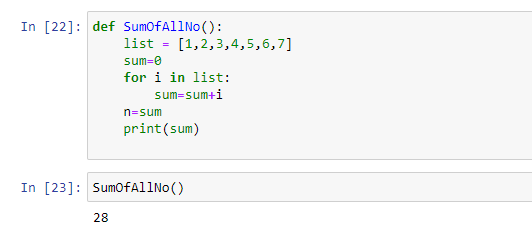 In [22]: def SumOfAllNo():
    list = [1,2,3,4,5,6,7]
    sum=0
    for i in list:
        sum=sum+i
    n=sum
    print(sum)
In [23]: SumOfAllNo()
28